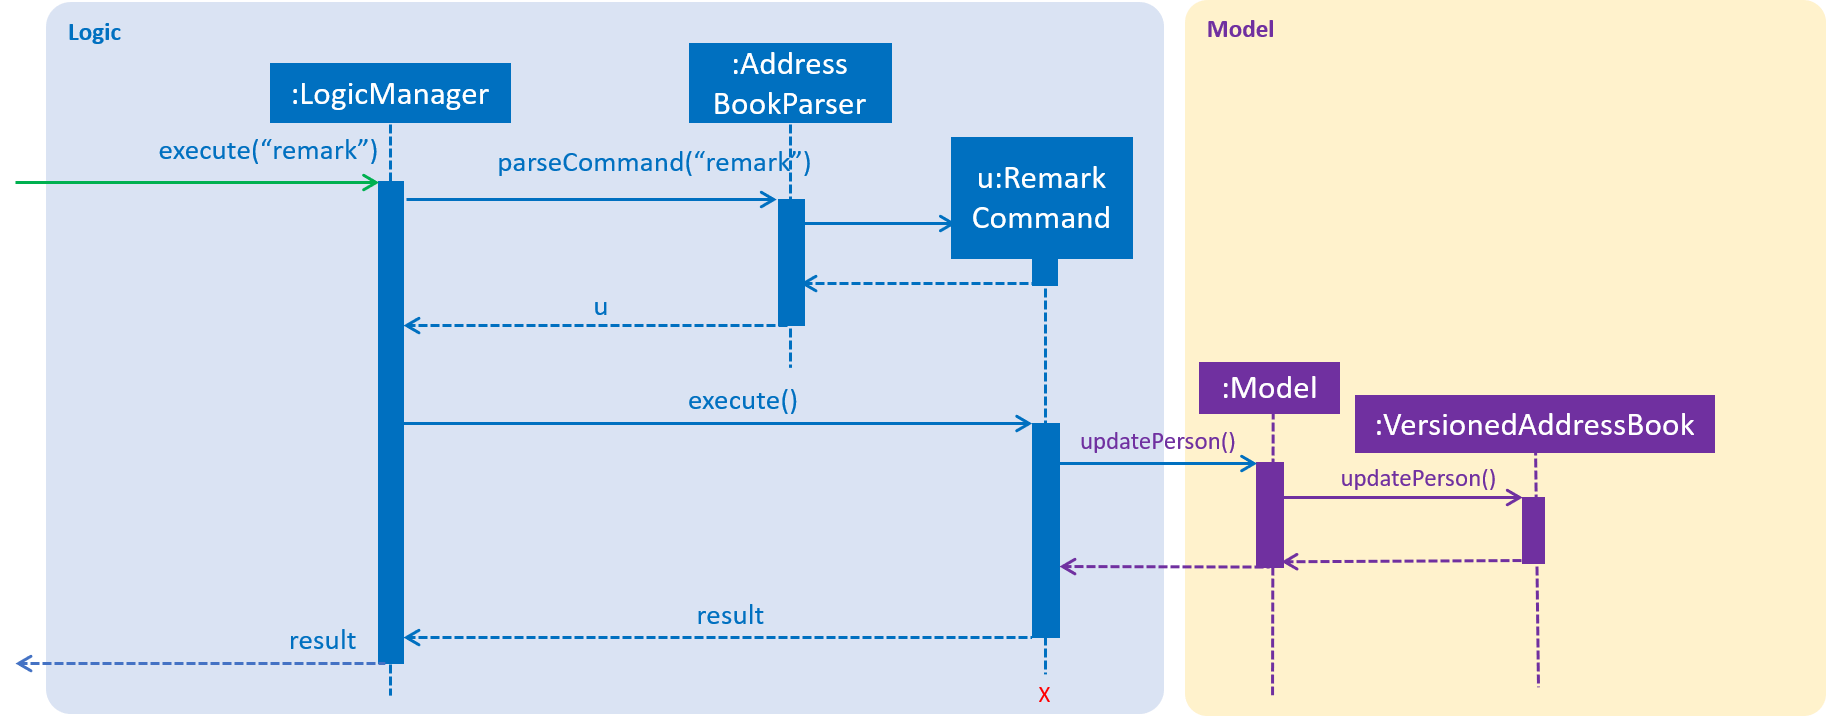 Logic
Model
:Address
BookParser
:LogicManager
execute(“remark”)
parseCommand(“remark”)
u:Remark
Command
u
:Model
execute()
:VersionedAddressBook
updatePerson()
updatePerson()
result
result
X